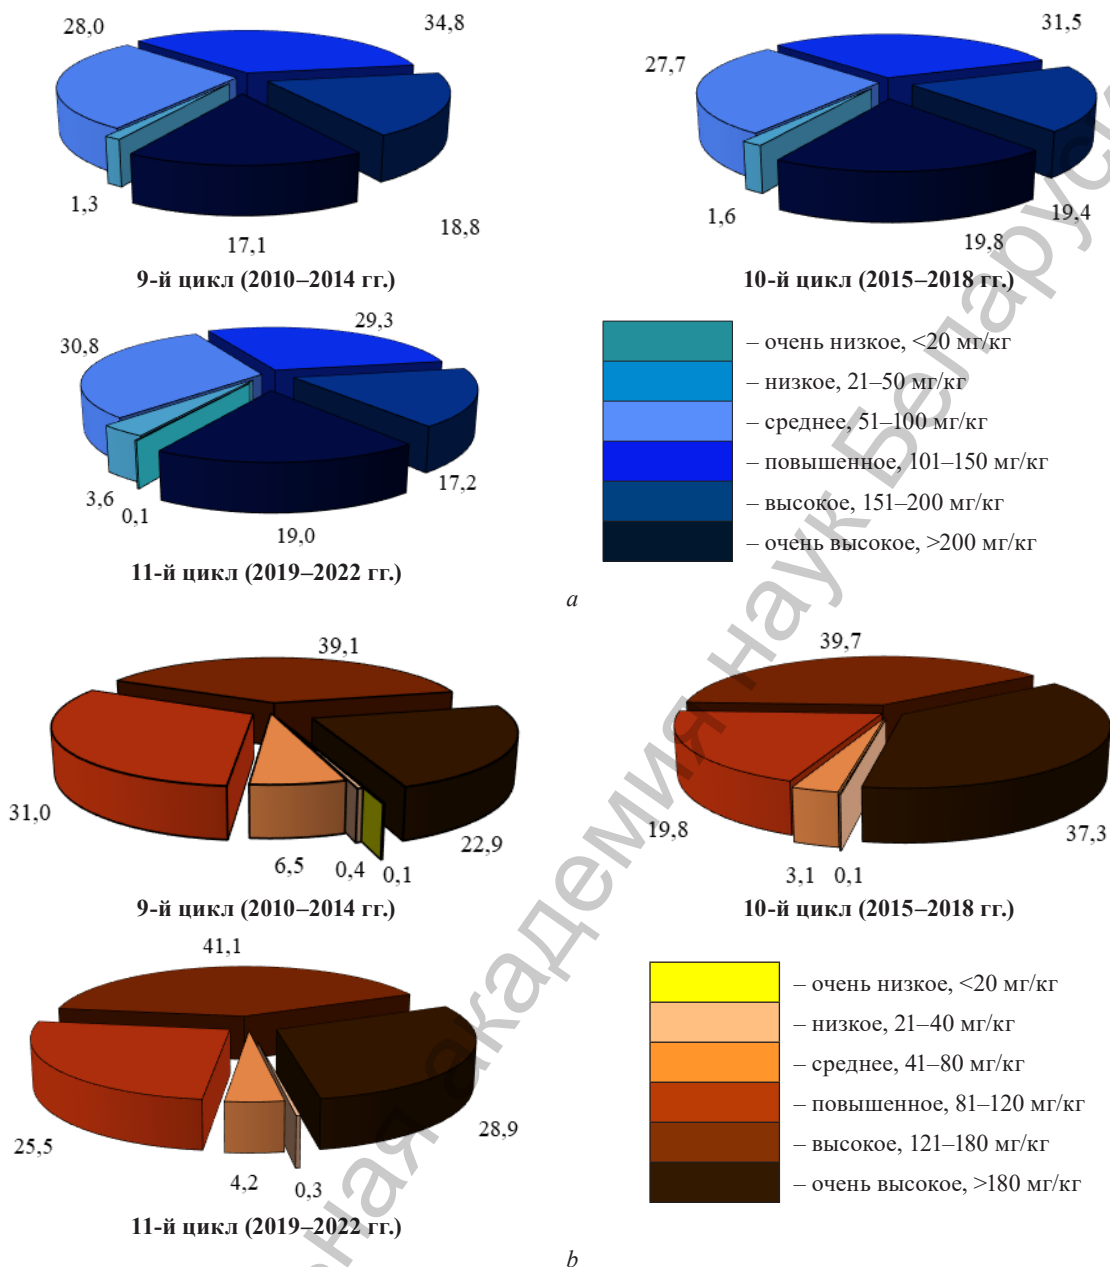 28,0
34,8
1,3
17,1
18,8
9-й цикл (2010–2014 гг.)
27,7
31,5
1,6
19,8
19,4
10-й цикл (2015–2018 гг.)
30,8
29,3
3,6
0,1
19,0
17,2
11-й цикл (2019–2022 гг.)
– очень низкое, <20 мг/кг
– низкое, 21–50 мг/кг
– среднее, 51–100 мг/кг
– повышенное, 101–150 мг/кг
– высокое, 151–200 мг/кг
– очень высокое, >200 мг/кг
a
39,1
31,0
6,5
0,4
0,1
22,9
9-й цикл (2010–2014 гг.)
39,7
19,8
3,1
0,1
37,3
10-й цикл (2015–2018 гг.)
41,1
25,5
4,2
0,3
28,9
11-й цикл (2019–2022 гг.)
– очень низкое, <20 мг/кг
– низкое, 21–40 мг/кг
– среднее, 41–80 мг/кг
– повышенное, 81–120 мг/кг
– высокое, 121–180 мг/кг
– очень высокое, >180 мг/кг
b
академия наук Беларуси